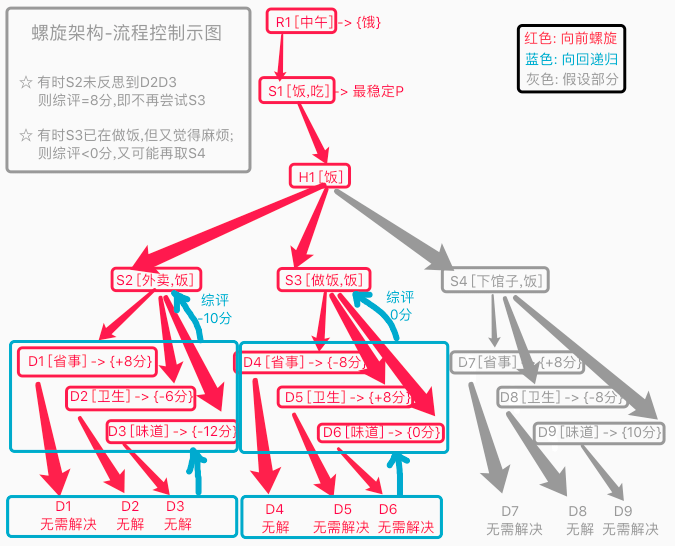 螺旋架构-流程控制示图
☆ 有时S2未反思到D2D3
则综评=8分,即不再尝试S3
☆ 有时S3已在做饭,但又觉得麻烦;
则综评<0分,又可能再取S4
R1 [中午] -> {饿}
红色: 向前螺旋
蓝色: 向回递归
灰色: 假设部分
S1 [饭,吃] -> 最稳定P
H1 [饭]
S2 [外卖,饭]
S3 [做饭,饭]
S4 [下馆子,饭]
综评
-10分
综评
0分
D1 [省事] -> {+8分}
D4 [省事] -> {-8分}
D7 [省事] -> {+8分}
D2 [卫生] -> {-6分}
D5 [卫生] -> {+8分}
D8 [卫生] -> {-8分}
D3 [味道] -> {-12分}
D6 [味道] -> {0分}
D9 [味道] -> {10分}
D1
无需解决
D2
无解
D3
无解
D4
无解
D5
无需解决
D6
无需解决
D7
无需解决
D8
无解
D9
无需解决